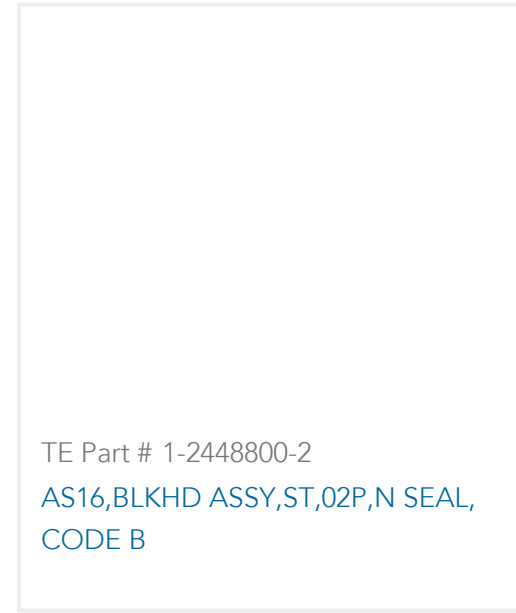 TE Part # 1-2448800-2
AS16,BLKHD ASSY,ST,02P,N SEAL,
CODE B